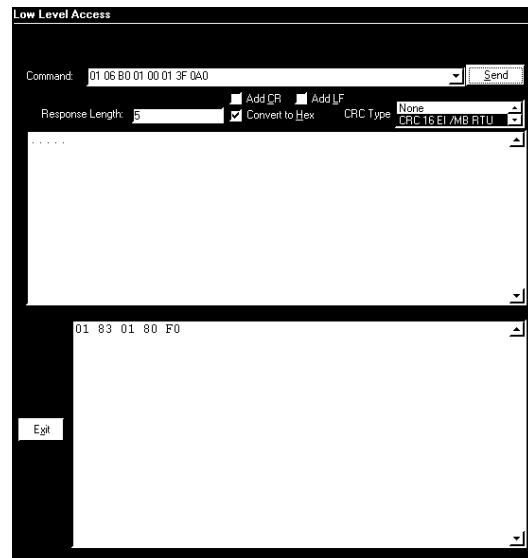 Low Level Access
Command: 01 06 B0 01 00 01 3F 0A0 Send
Add CR Add LF
Response Length: 5 Convert to Hex CRC Type None
CRC 16 EI /MB RTU
. . . . .
01 83 01 80 F0
Exit